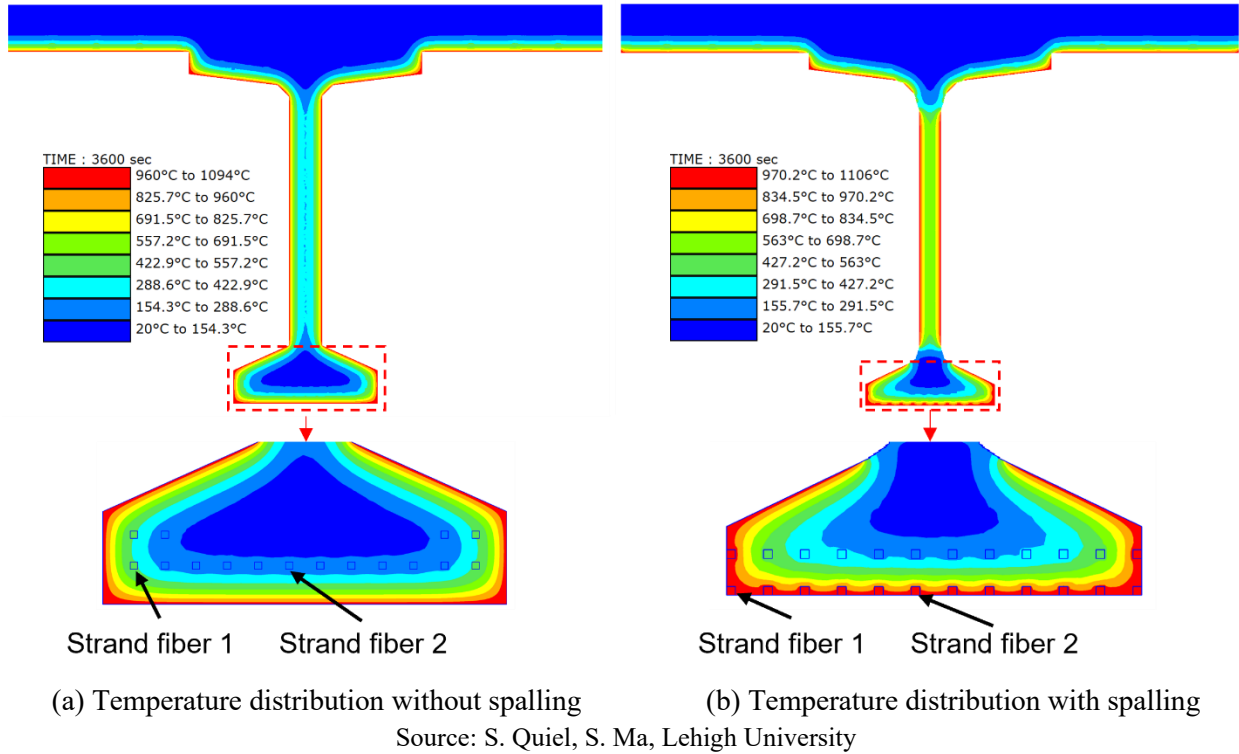 TIME : 3600 sec
960°C to 1094°C
825.7°C to 960°C
691.5°C to 825.7°C
557.2°C to 691.5°C
422.9°C to 557.2°C
288.6°C to 422.9°C
154.3°C to 288.6°C
20°C to 154.3°C
Strand fiber 1
Strand fiber 2
(a) Temperature distribution without spalling
TIME : 3600 sec
970.2°C to 1106°C
834.5°C to 970.2°C
698.7°C to 834.5°C
563°C to 698.7°C
427.2°C to 563°C
291.5°C to 427.2°C
155.7°C to 291.5°C
20°C to 155.7°C
Strand fiber 1
Strand fiber 2
(b) Temperature distribution with spalling
Source: S. Quiel, S. Ma, Lehigh University